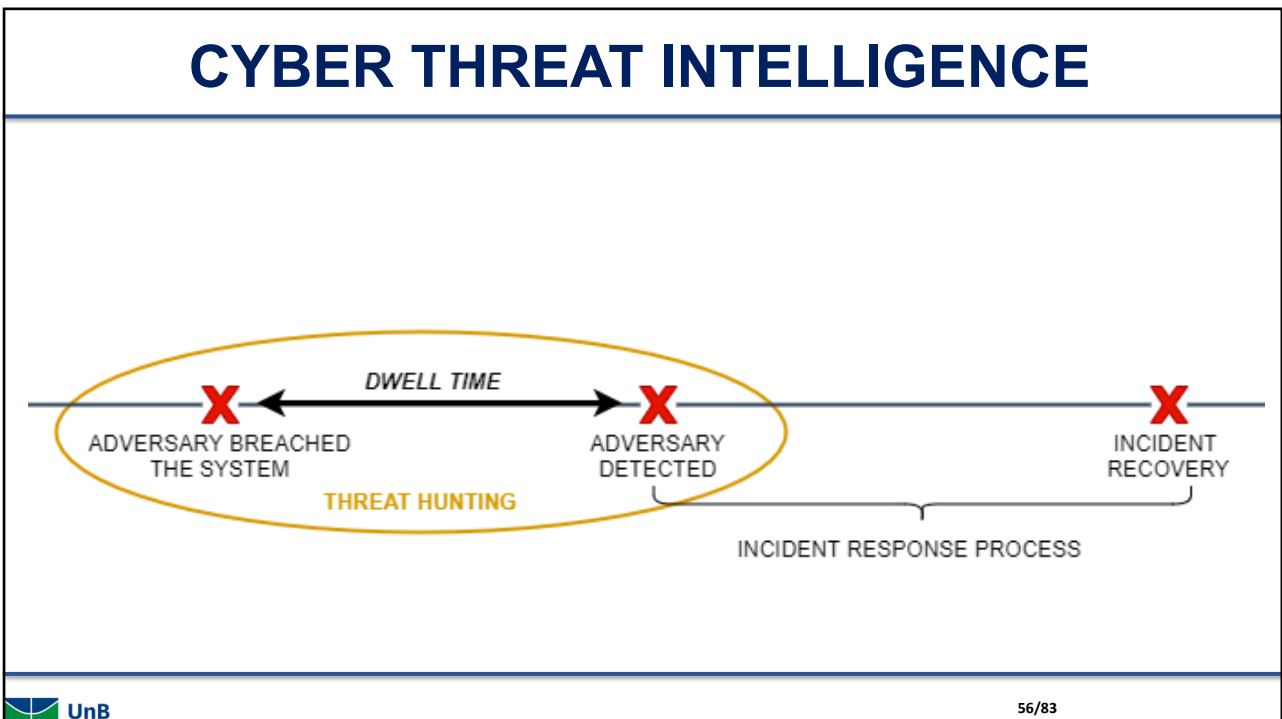 CYBER THREAT INTELLIGENCE
DWELL TIME
ADVERSARY BREACHED
THE SYSTEM
ADVERSARY
DETECTED
INCIDENT
RECOVERY
THREAT HUNTING
INCIDENT RESPONSE PROCESS
UnB
56/83